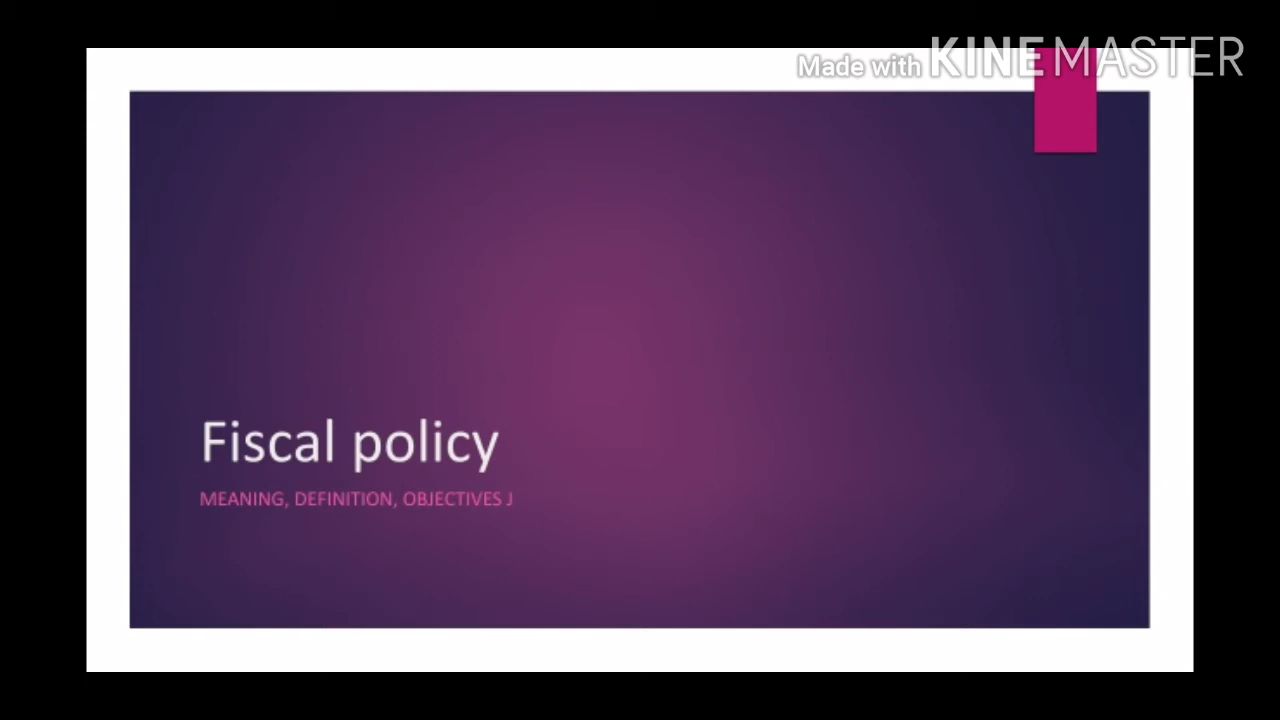 Made with KINEMASTER
Fiscal policy
MEANING, DEFINITION, OBJECTIVES J